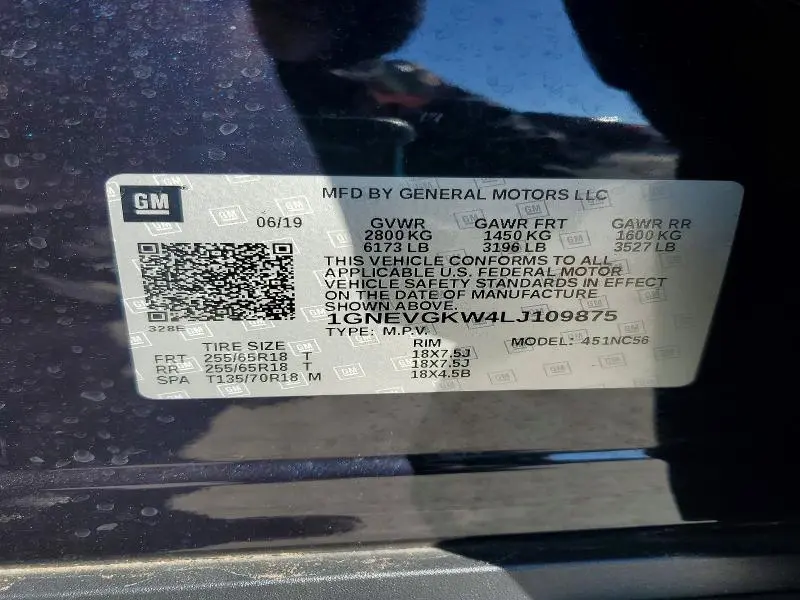 GM
MFD BY GENERAL MOTORS LLC
06/19 GVWR GAWR FRT GAWR RR
2800 KG 1450 KG 1600 KG
6173 LB 3196 LB 3527 LB
THIS VEHICLE CONFORMS TO ALL
APPLICABLE U.S. FEDERAL MOTOR
VEHICLE SAFETY STANDARDS IN EFFECT
ON THE DATE OF MANUFACTURE
SHOWN ABOVE.
328E 1GNEVGKW4LJ109875
TYPE: M.P.V. MODEL: 451NC56
TIRE SIZE RIM
FRT 255/65R18 T 18X7.5J
RR 255/65R18 T 18X7.5J
SPA T135/70R18 M 18X4.5B